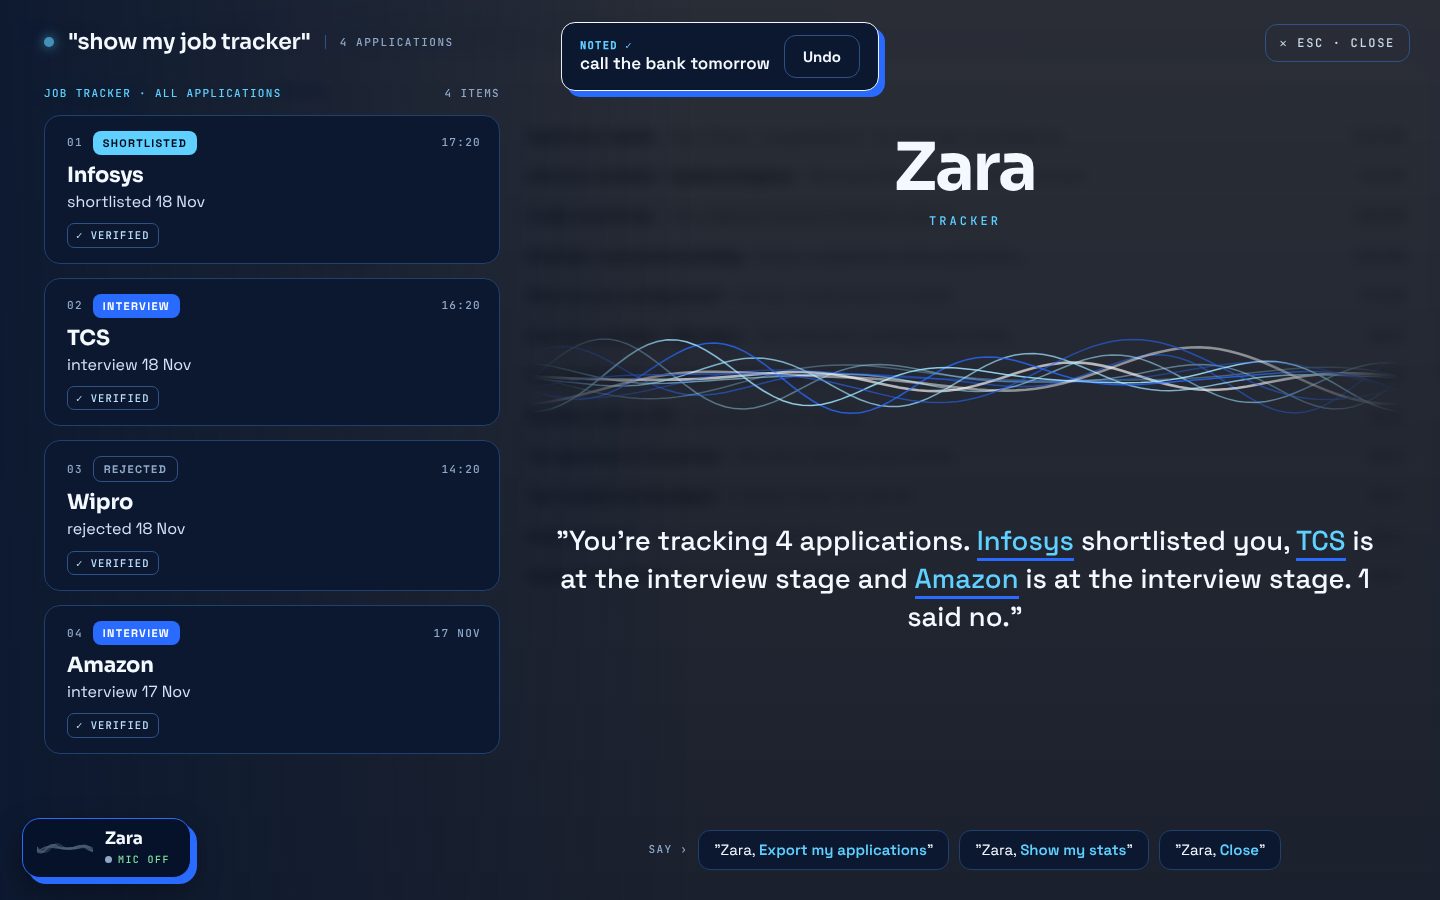 "show my job tracker" | 4 APPLICATIONS
NOTED ✓
call the bank tomorrow
Undo
× ESC · CLOSE
JOB TRACKER · ALL APPLICATIONS
4 ITEMS
01 SHORTLISTED 17:20
Infosys
shortlisted 18 Nov
✓ VERIFIED
02 INTERVIEW 16:20
TCS
interview 18 Nov
✓ VERIFIED
03 REJECTED 14:20
Wipro
rejected 18 Nov
✓ VERIFIED
04 INTERVIEW 17 NOV
Amazon
interview 17 Nov
✓ VERIFIED
Zara
TRACKER
”You’re tracking 4 applications. Infosys shortlisted you, TCS is
at the interview stage and Amazon is at the interview stage. 1
said no.”
Zara
MIC OFF
SAY › ”Zara, Export my applications” ”Zara, Show my stats” ”Zara, Close”